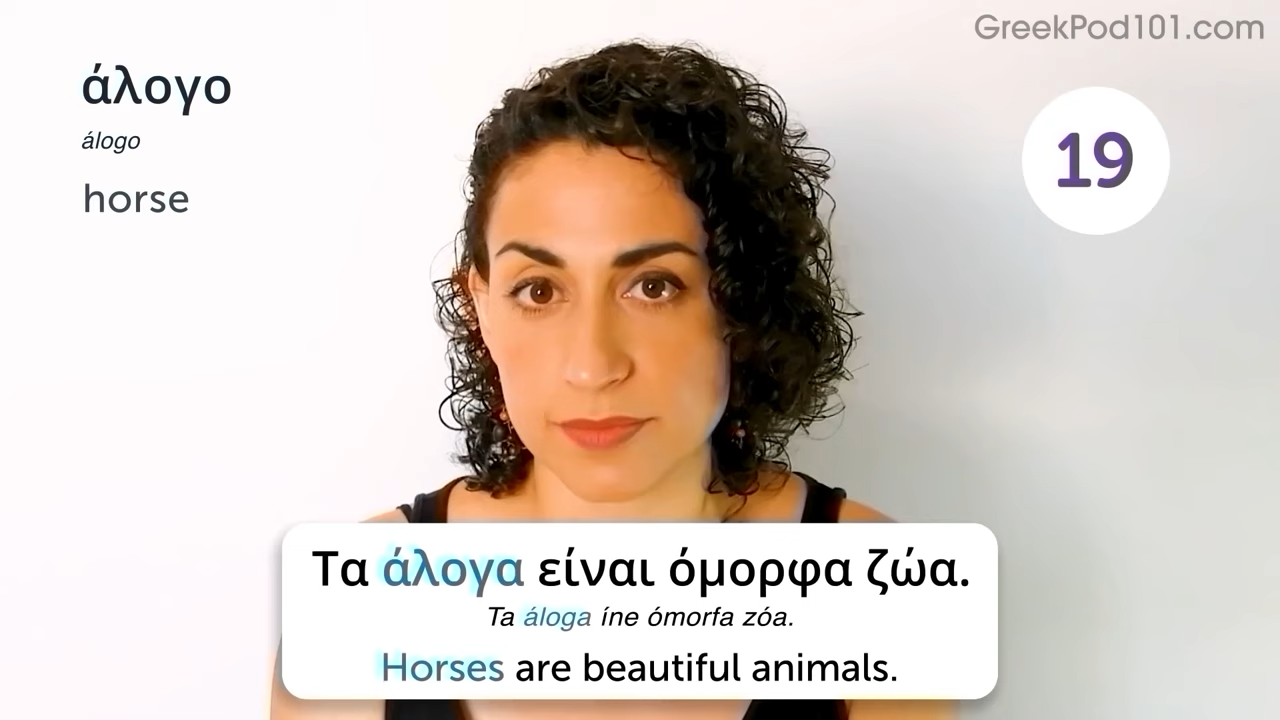 GreekPod101.com
άλογο
álogo
horse
19
Τα άλογα είναι όμορφα ζώα.
Ta áloga íne ómorfa zóa.
Horses are beautiful animals.